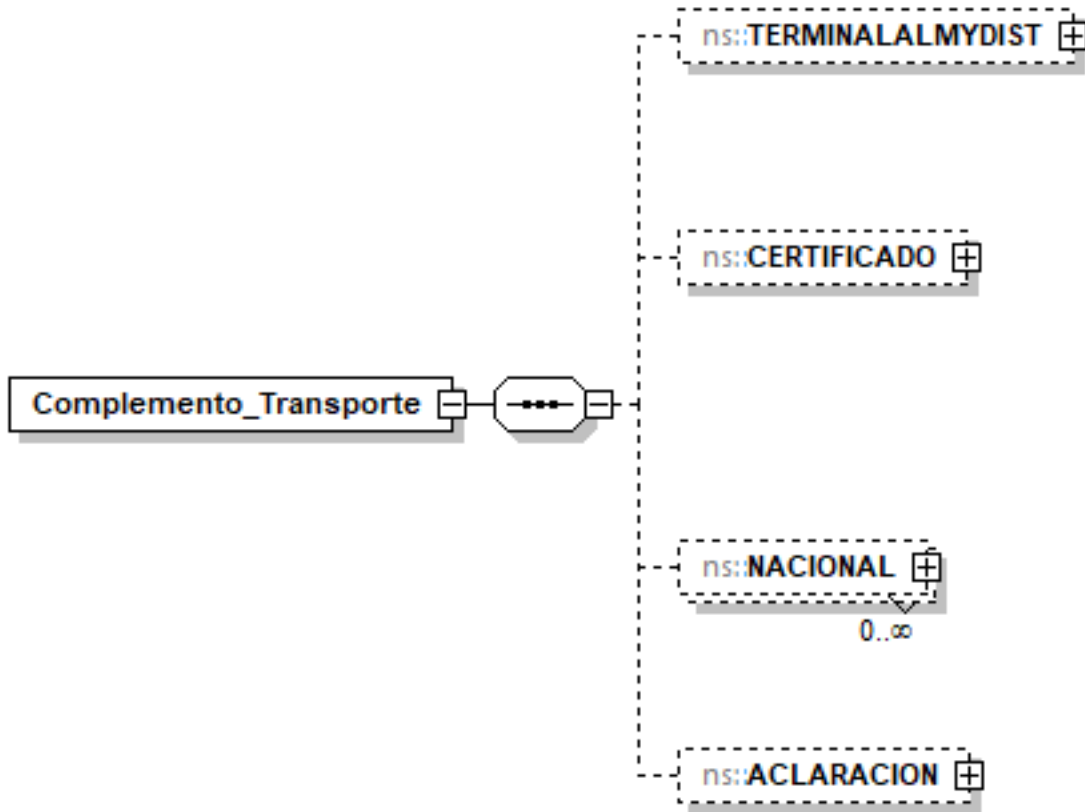 ns::TERMINALALMYDIST
ns::CERTIFICADO
Complemento_Transporte
ns::NACIONAL
0..∞
ns::ACLARACION